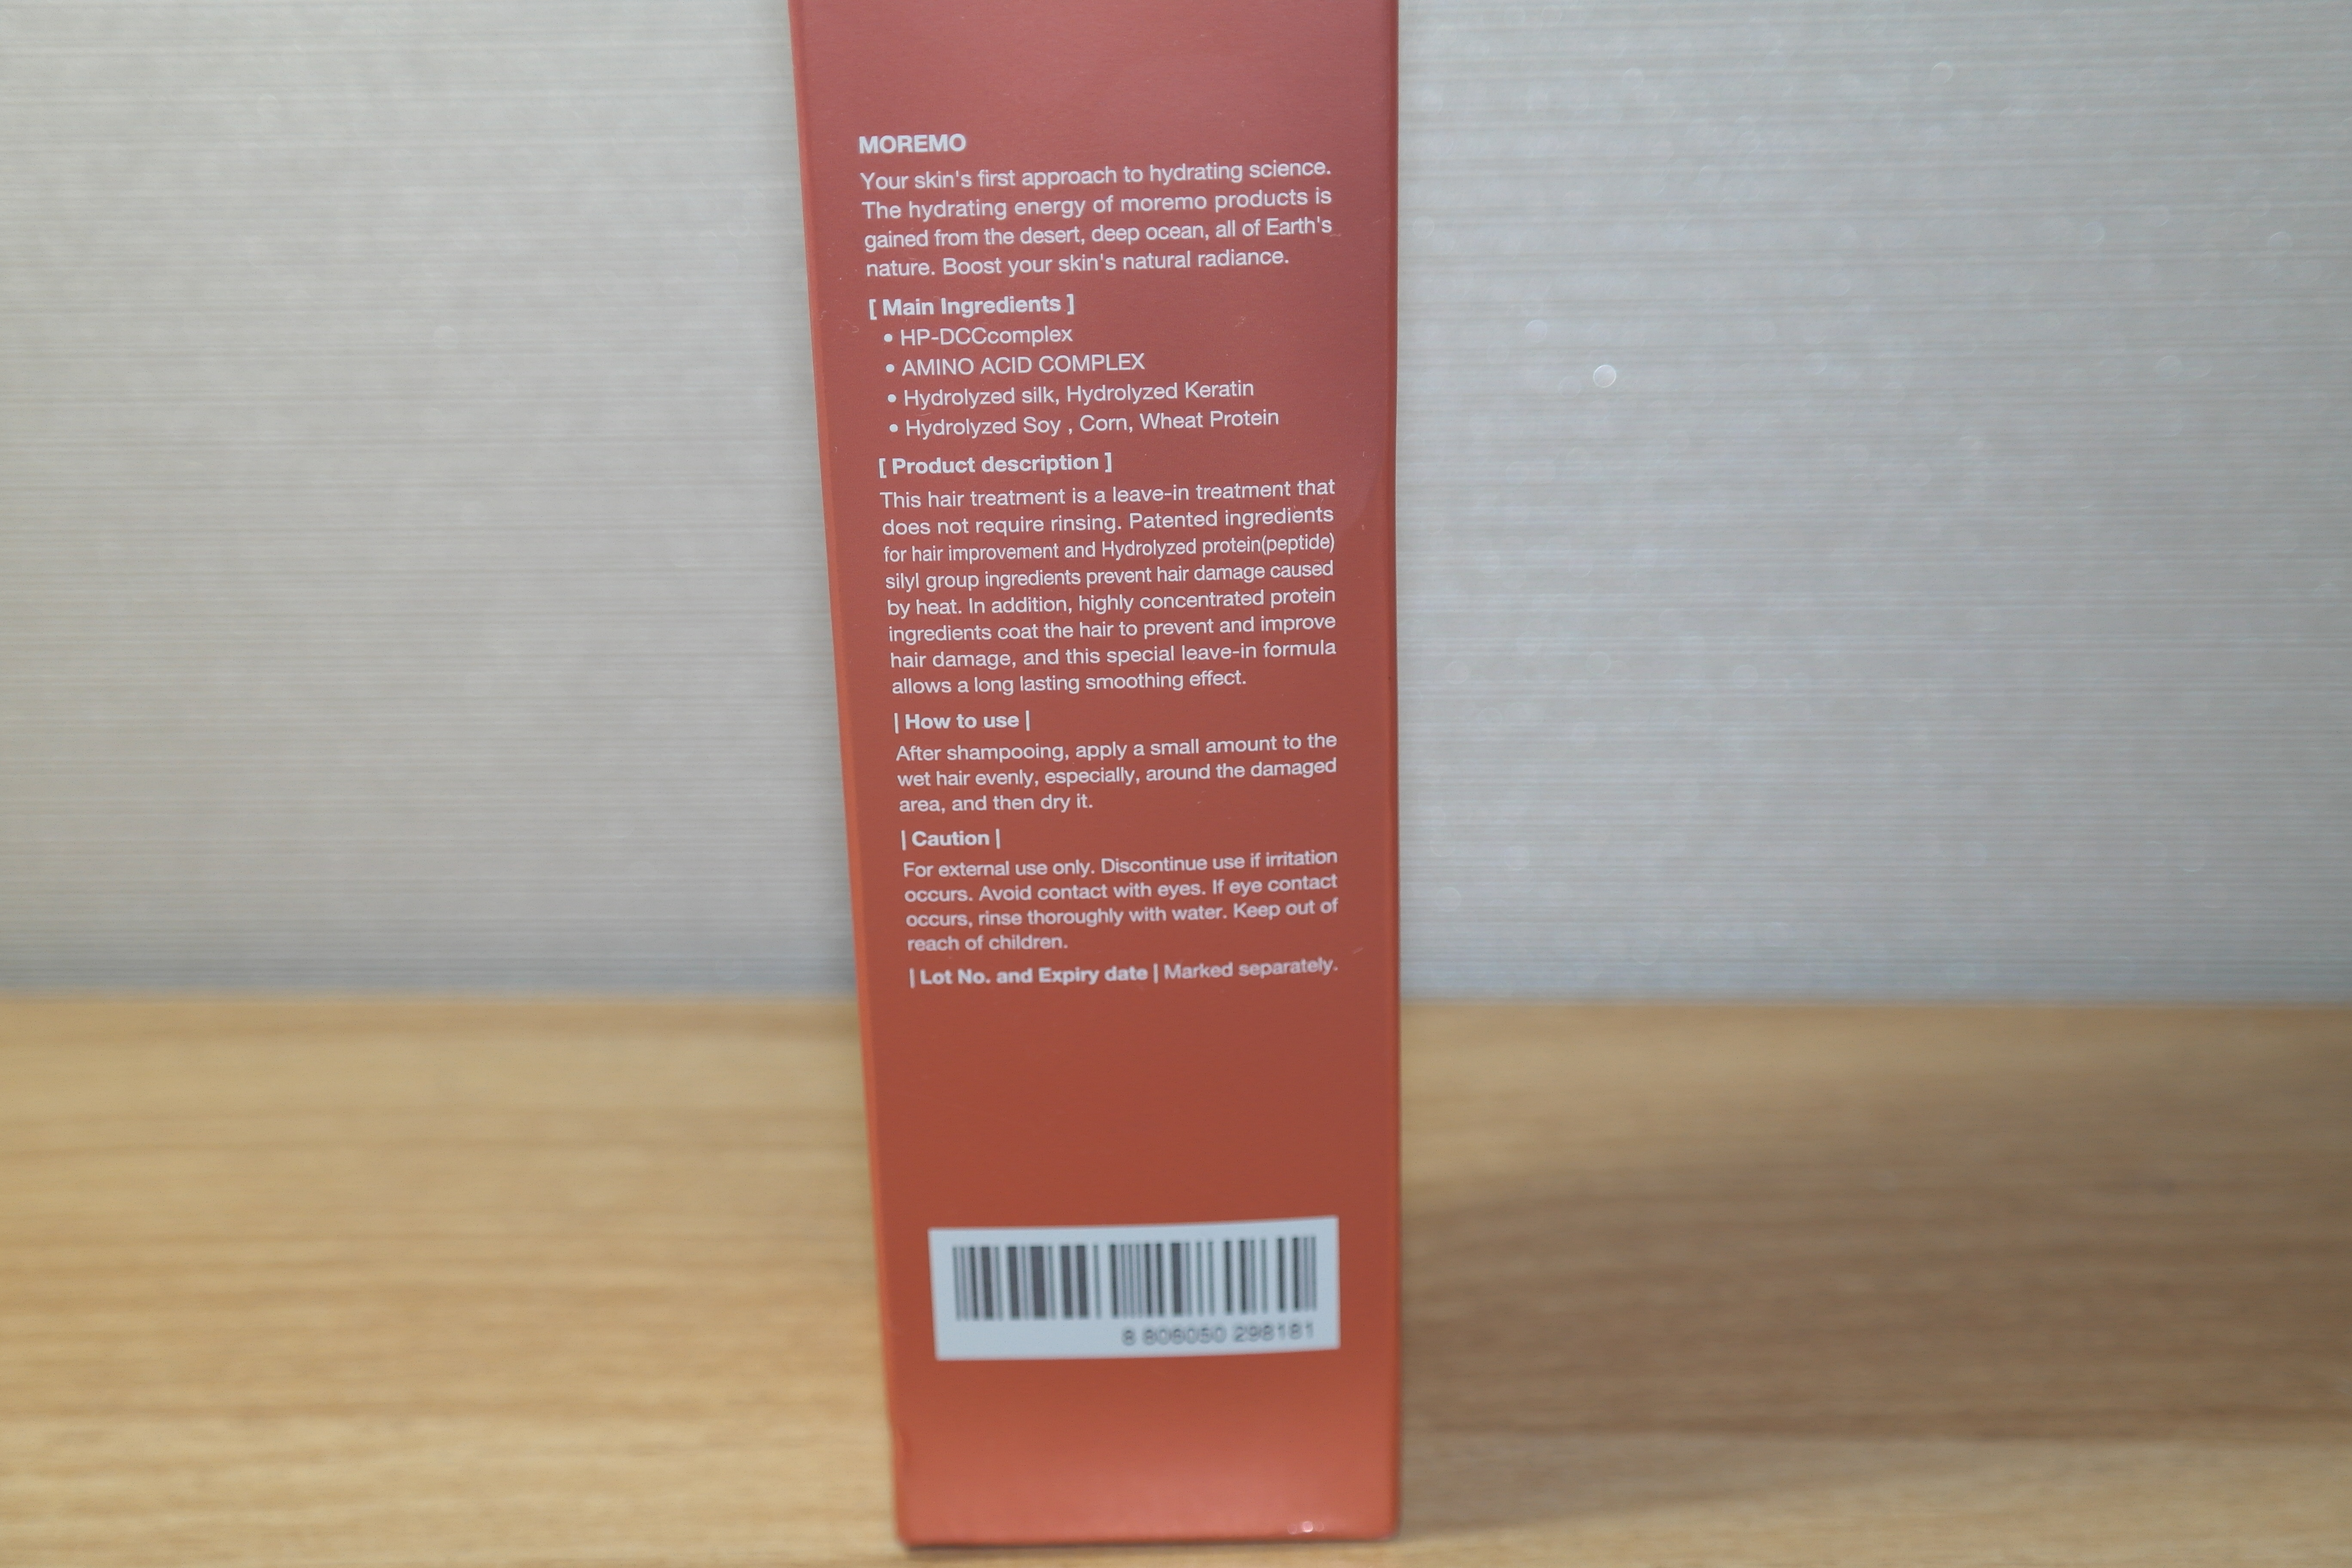 MOREMO
Your skin's first approach to hydrating science.
The hydrating energy of moremo products is
gained from the desert, deep ocean, all of Earth's
nature. Boost your skin's natural radiance.
[ Main Ingredients ]
• HP-DCCcomplex
• AMINO ACID COMPLEX
• Hydrolyzed silk, Hydrolyzed Keratin
• Hydrolyzed Soy , Corn, Wheat Protein
[ Product description ]
This hair treatment is a leave-in treatment that
does not require rinsing. Patented ingredients
for hair improvement and Hydrolyzed protein(peptide)
silyl group ingredients prevent hair damage caused
by heat. In addition, highly concentrated protein
ingredients coat the hair to prevent and improve
hair damage, and this special leave-in formula
allows a long lasting smoothing effect.
| How to use |
After shampooing, apply a small amount to the
wet hair evenly, especially, around the damaged
area, and then dry it.
| Caution |
For external use only. Discontinue use if irritation
occurs. Avoid contact with eyes. If eye contact
occurs, rinse thoroughly with water. Keep out of
reach of children.
| Lot No. and Expiry date | Marked separately.
8 806050 298181